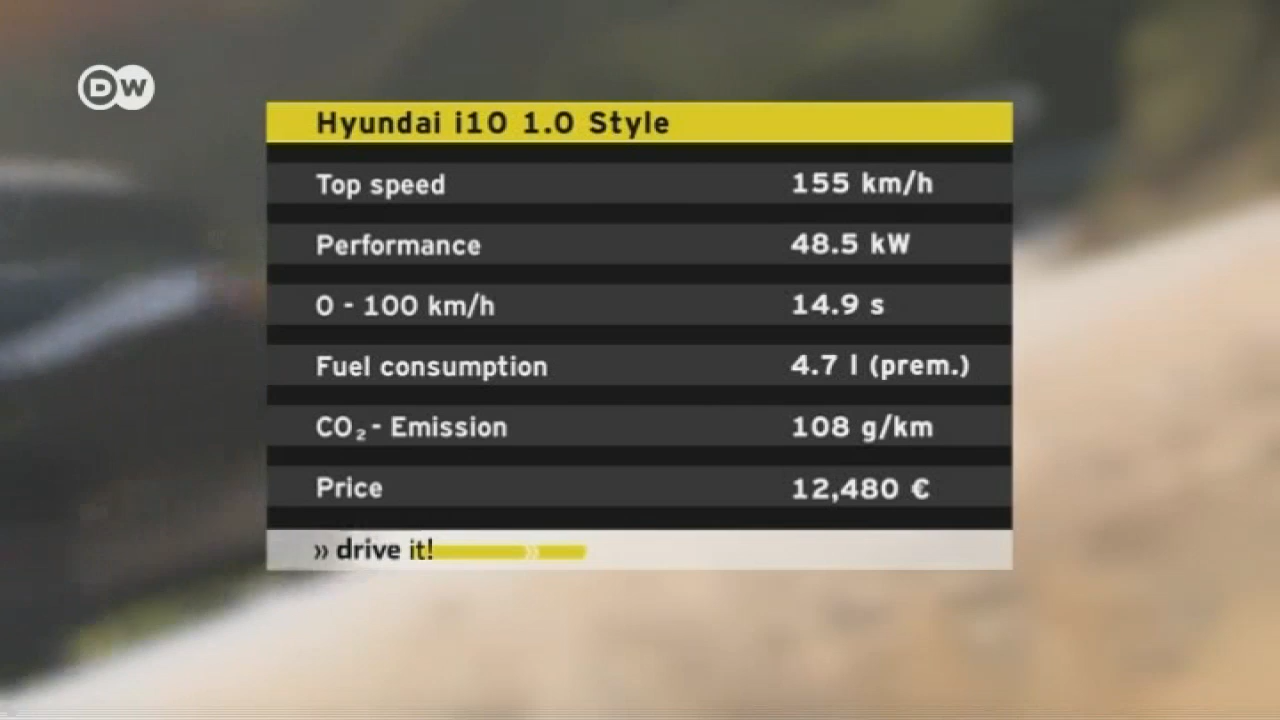 DW
Hyundai i10 1.0 Style
Top speed 155 km/h
Performance 48.5 kW
0 - 100 km/h 14.9 s
Fuel consumption 4.7 l (prem.)
CO₂- Emission 108 g/km
Price 12,480 €
» drive it! »